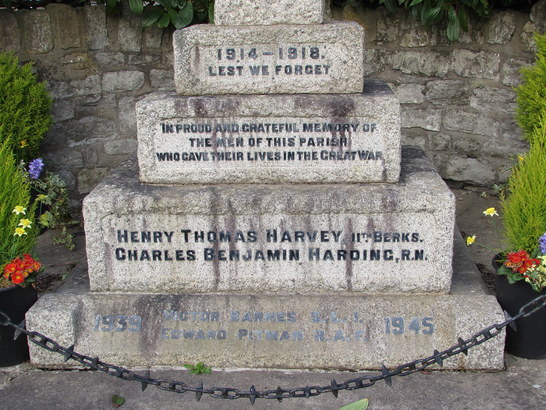 1914-1918.
LEST WE FORGET.
IN PROUD AND GRATEFUL MEMORY OF
THE MEN OF THIS PARISH
WHO GAVE THEIR LIVES IN THE GREAT WAR.
HENRY THOMAS HARVEY, 11TH BERKS.
CHARLES BENJAMIN HARDING, R.N.
1939 VICTOR BARNES 1945
EDWARD PITMAN R.A.F.